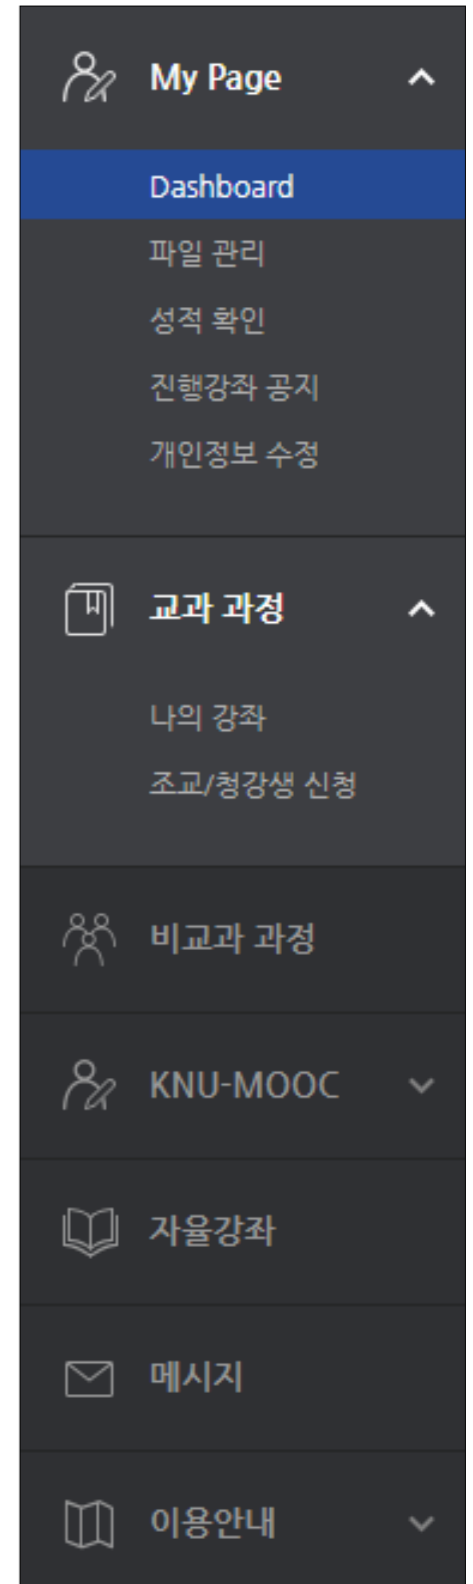 My Page
Dashboard
파일 관리
성적 확인
진행강좌 공지
개인정보 수정
교과 과정
나의 강좌
조교/청강생 신청
비교과 과정
KNU-MOOC
자율강좌
메시지
이용안내